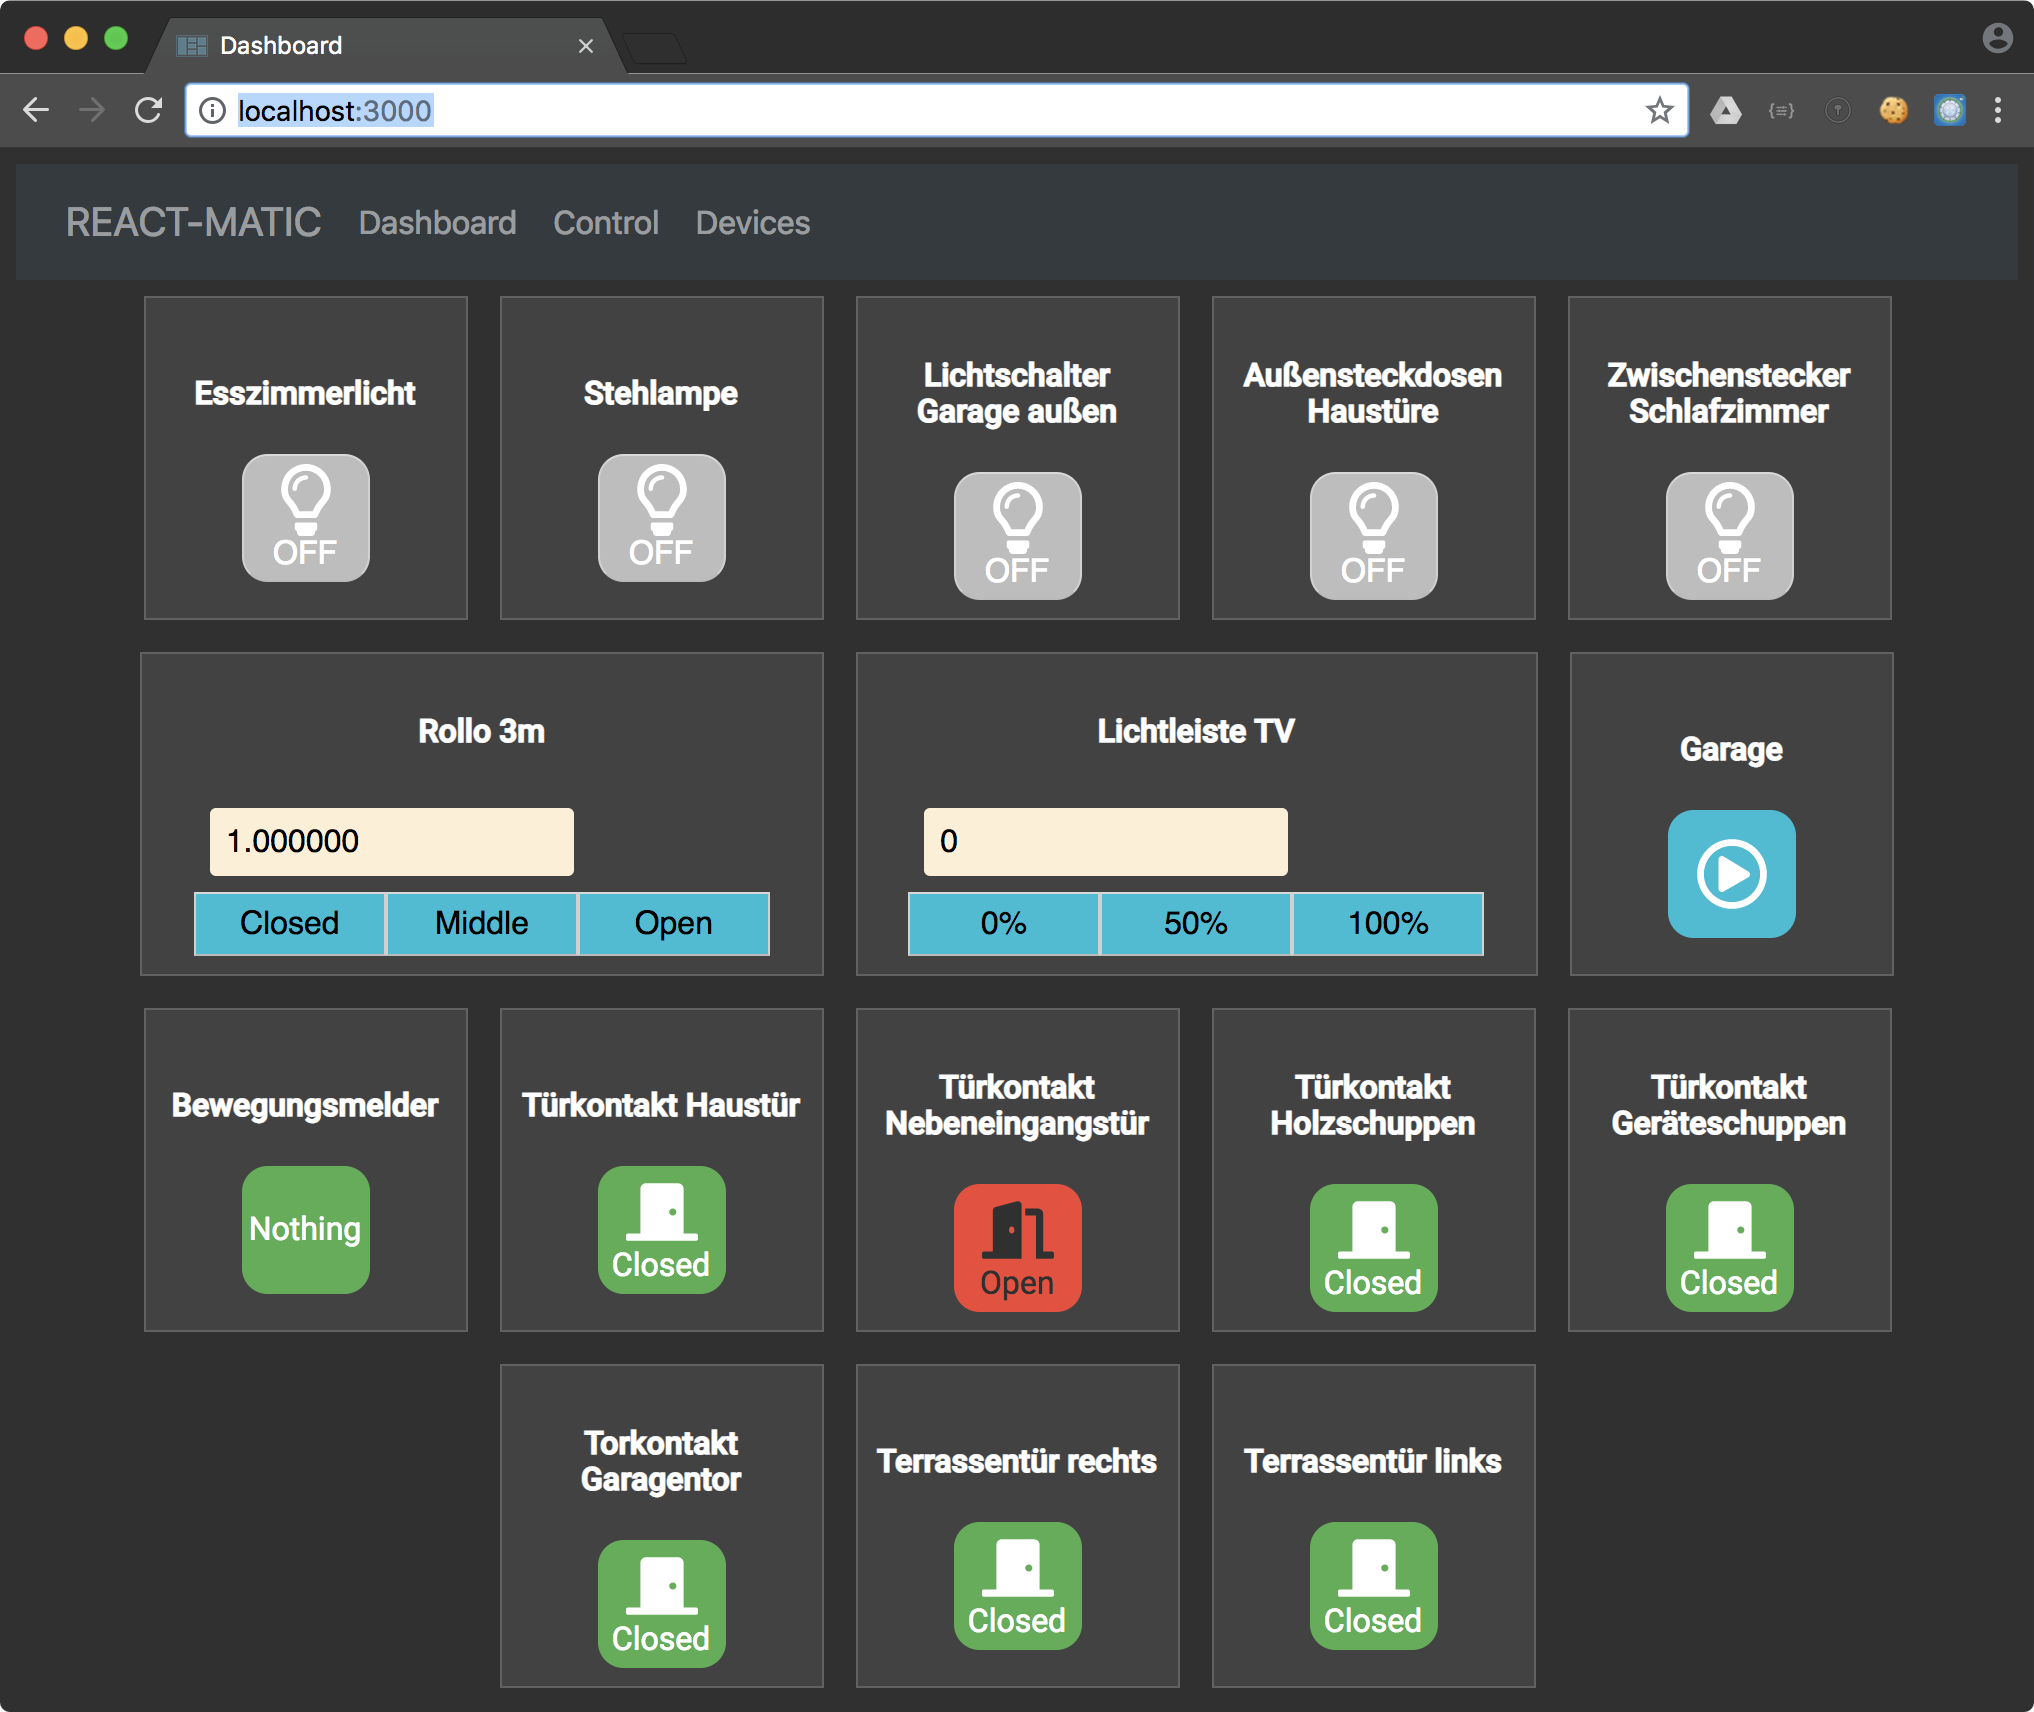 Dashboard
localhost:3000
REACT-MATIC Dashboard Control Devices
Esszimmerlicht
OFF
Stehlampe
OFF
Lichtschalter
Garage außen
OFF
Außensteckdosen
Haustüre
OFF
Zwischenstecker
Schlafzimmer
OFF
Rollo 3m
1.000000
Closed Middle Open
Lichtleiste TV
0
0% 50% 100%
Garage
Bewegungsmelder
Nothing
Türkontakt Haustür
Closed
Türkontakt
Nebeneingangstür
Open
Türkontakt
Holzschuppen
Closed
Türkontakt
Geräteschuppen
Closed
Torkontakt
Garagentor
Closed
Terrassentür rechts
Closed
Terrassentür links
Closed